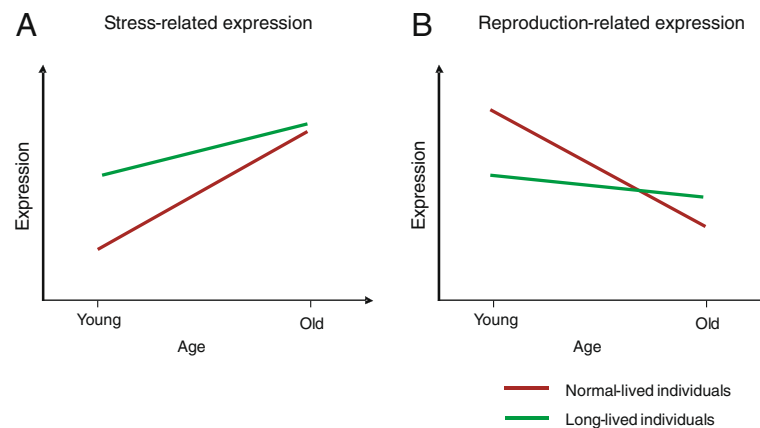 A
Stress-related expression
Expression
Young
Old
Age
B
Reproduction-related expression
Expression
Young
Old
Age
Normal-lived individuals
Long-lived individuals